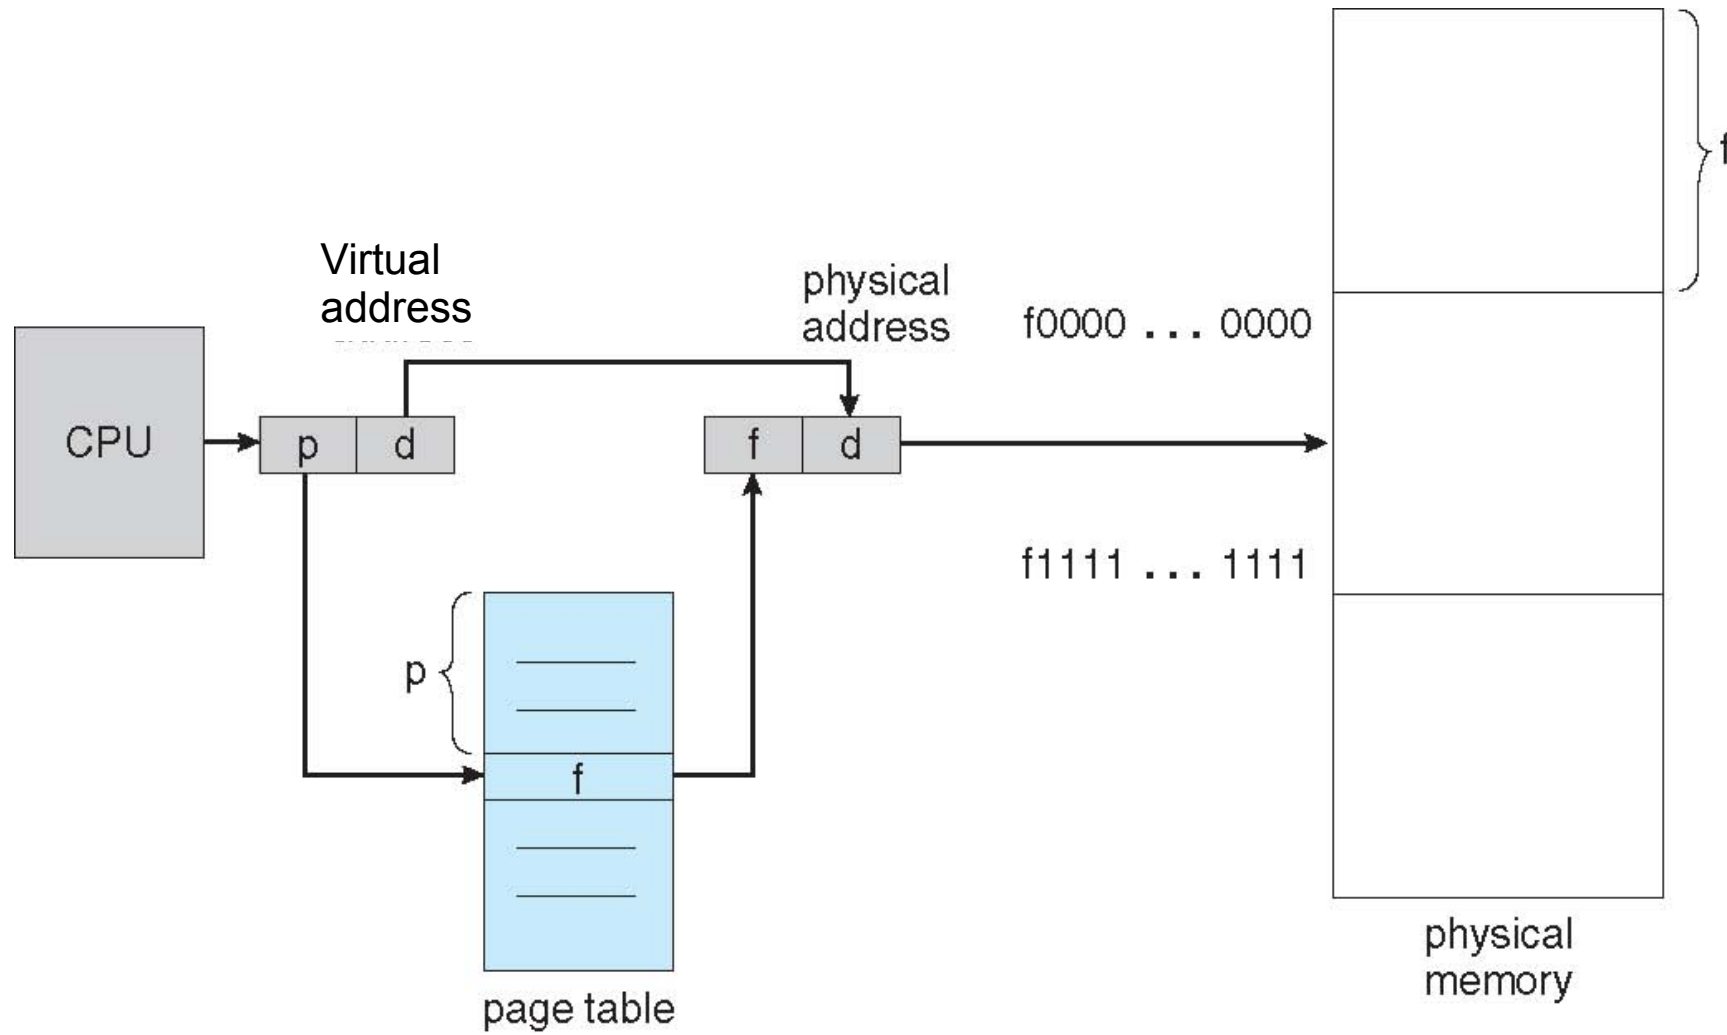 f
Virtual
address
physical
address
f0000 ... 0000
CPU
p
d
f
d
f1111 ... 1111
p
f
page table
physical
memory